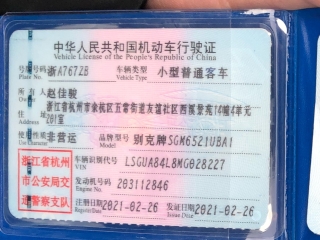 中华人民共和国机动车行驶证
Vehicle License of the People's Republic of China
号牌号码 浙A767ZB 车辆类型 小型普通客车
Plate No. Vehicle Type
所有人 赵佳骏
浙江省杭州市余杭区五常街道友谊社区西溪里苑14幢4单元
住址 201室
使用性质 非营运 品牌型号 别克牌SGM6521UBA1
Use Character Model
浙江省杭州 车辆识别代号 LSGUA84L8MG028227
VIN
市公安局交 发动机号码 203112846
Engine No.
通警察支队 注册日期 2021-02-26 发证日期 2021-02-26
Register Date Issue Date